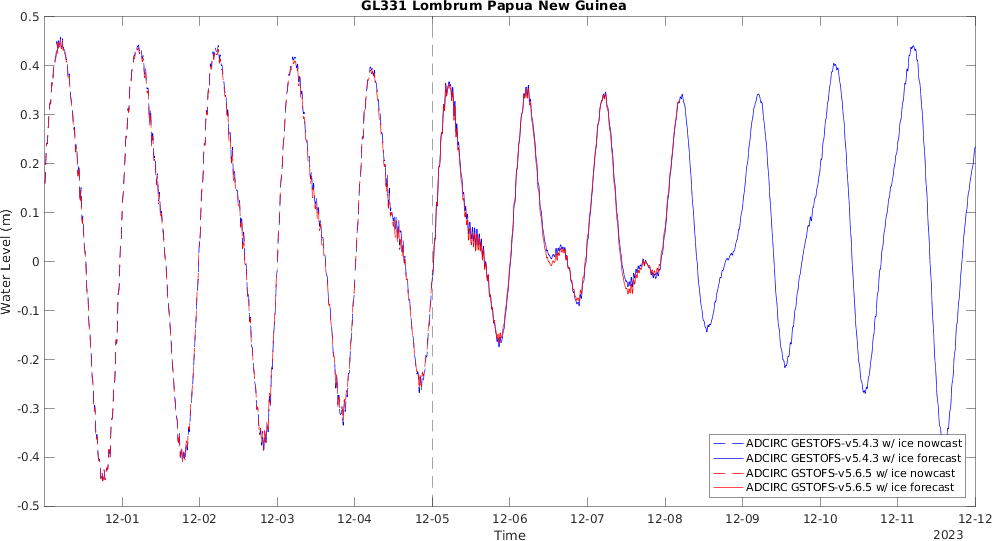 GL331 Lombrum Papua New Guinea
Water Level (m)
0.5
0.4
0.3
0.2
0.1
0
-0.1
-0.2
-0.3
-0.4
-0.5
12-01 12-02 12-03 12-04 12-05 12-06 12-07 12-08 12-09 12-10 12-11 12-12
Time
2023
ADCIRC GESTOFS-v5.4.3 w/ ice nowcast
ADCIRC GESTOFS-v5.4.3 w/ ice forecast
ADCIRC GSTOFS-v5.6.5 w/ ice nowcast
ADCIRC GSTOFS-v5.6.5 w/ ice forecast